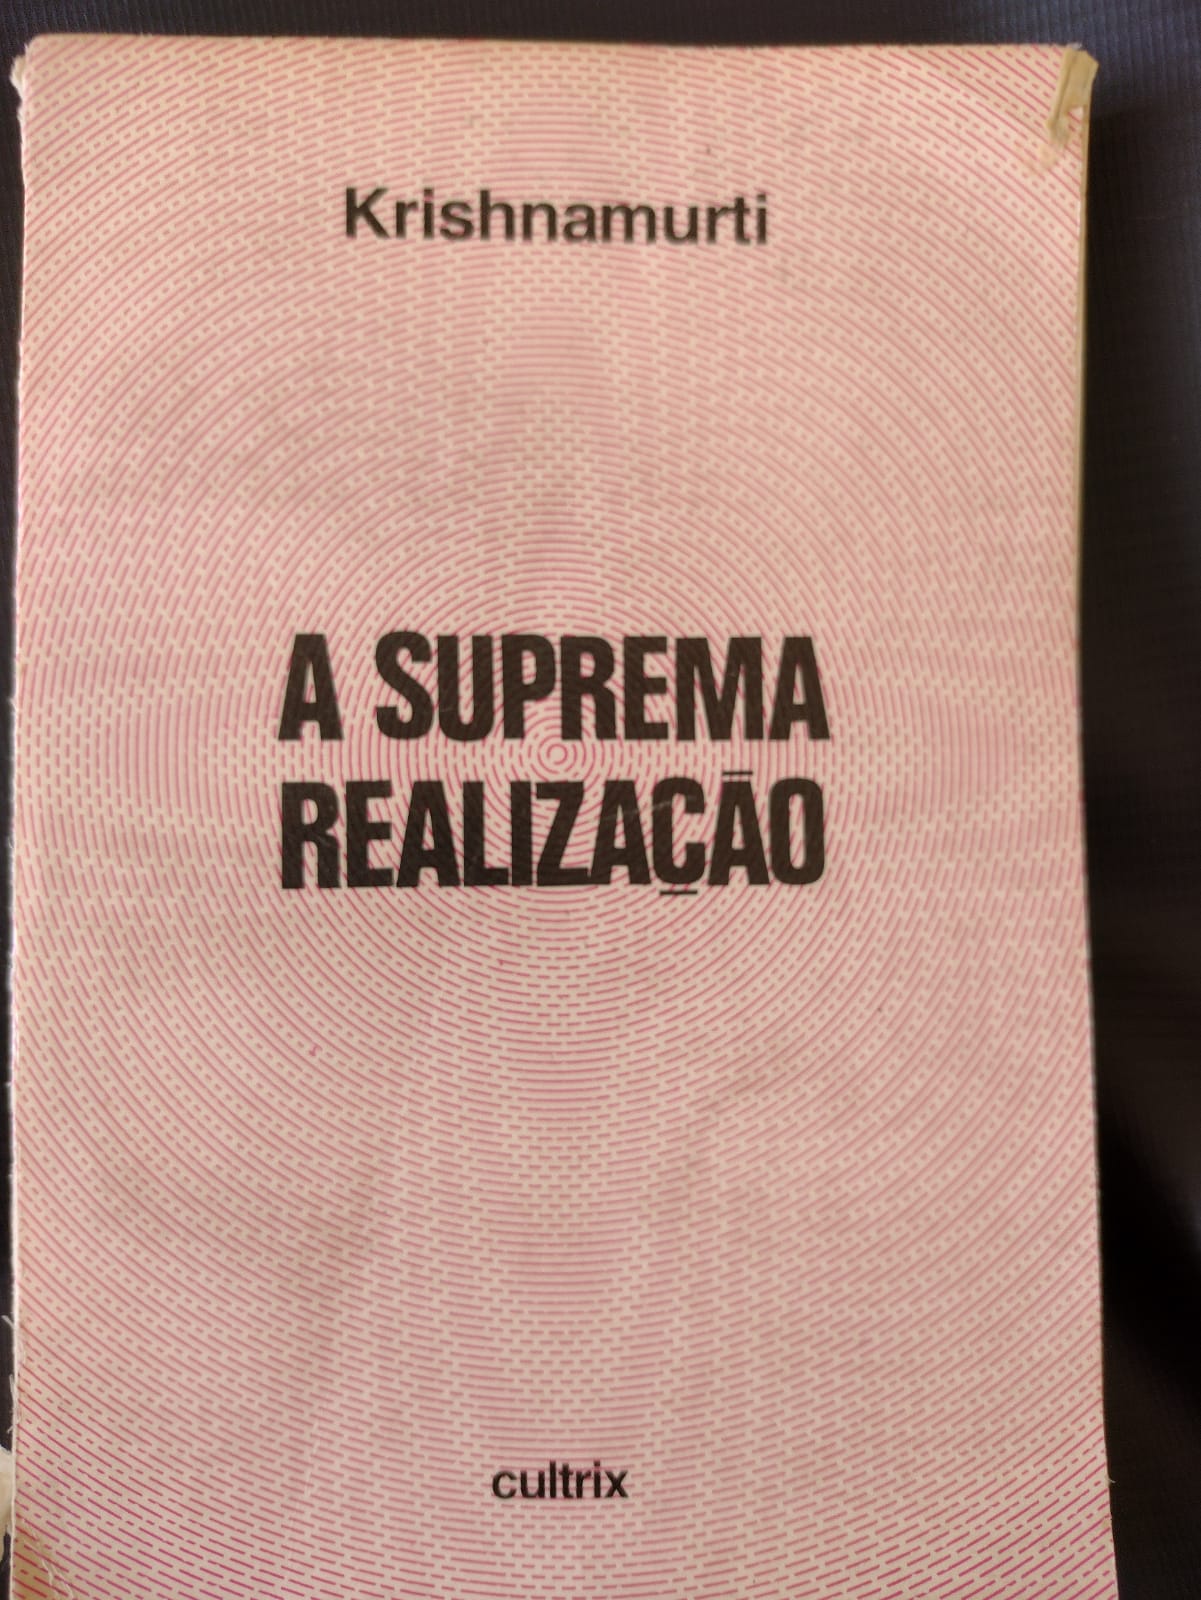 Krishnamurti
A SUPREMA
REALIZAÇÃO
cultrix